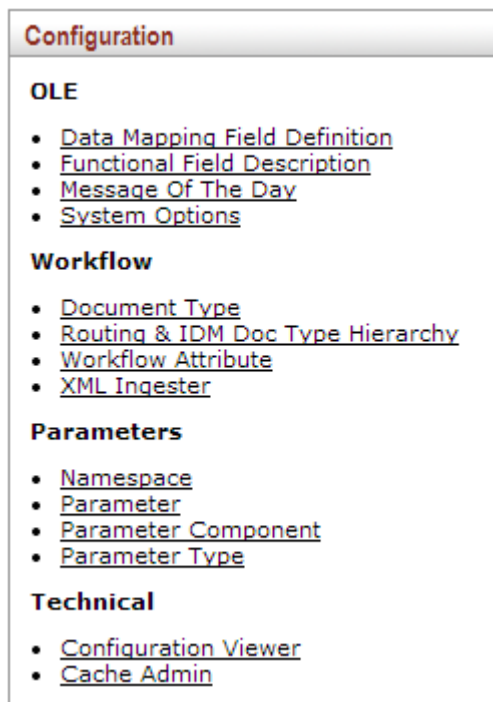 Configuration
OLE
• Data Mapping Field Definition
• Functional Field Description
• Message Of The Day
• System Options
Workflow
• Document Type
• Routing & IDM Doc Type Hierarchy
• Workflow Attribute
• XML Ingester
Parameters
• Namespace
• Parameter
• Parameter Component
• Parameter Type
Technical
• Configuration Viewer
• Cache Admin